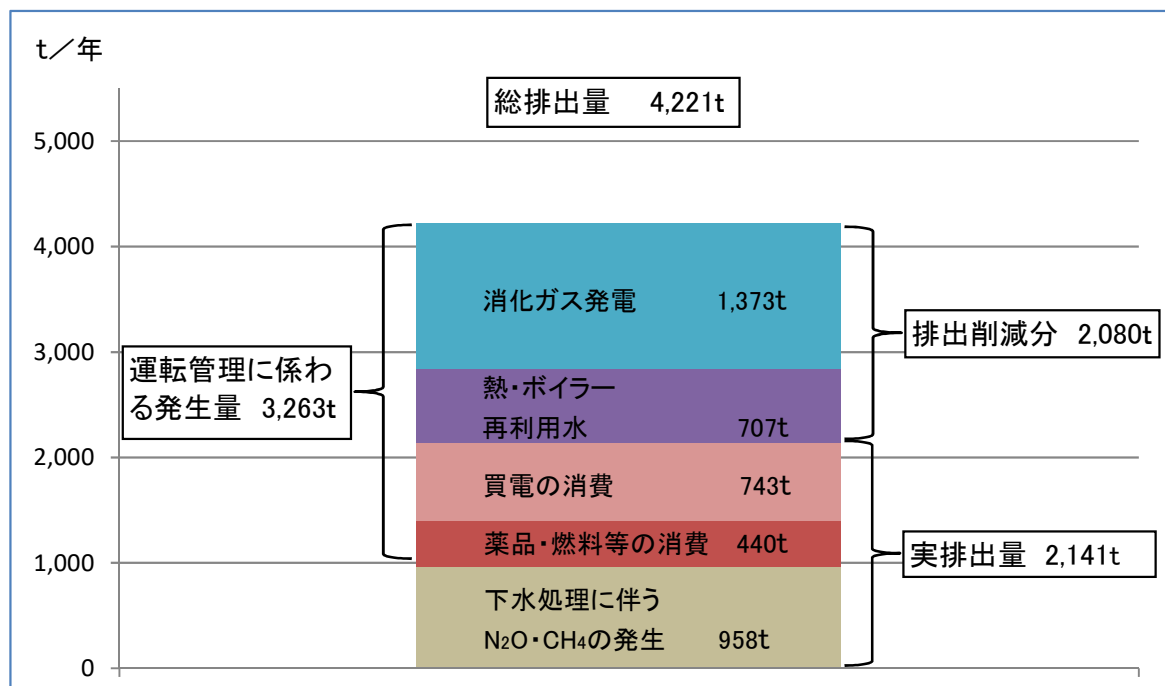 t／年
総排出量 4,221t
5,000
4,000
3,000
2,000
1,000
0
運転管理に係わ
る発生量 3,263t
消化ガス発電 1,373t
熱・ボイラー
再利用水 707t
買電の消費 743t
薬品・燃料等の消費 440t
下水処理に伴う
N₂O・CH₄の発生 958t
排出削減分 2,080t
実排出量 2,141t